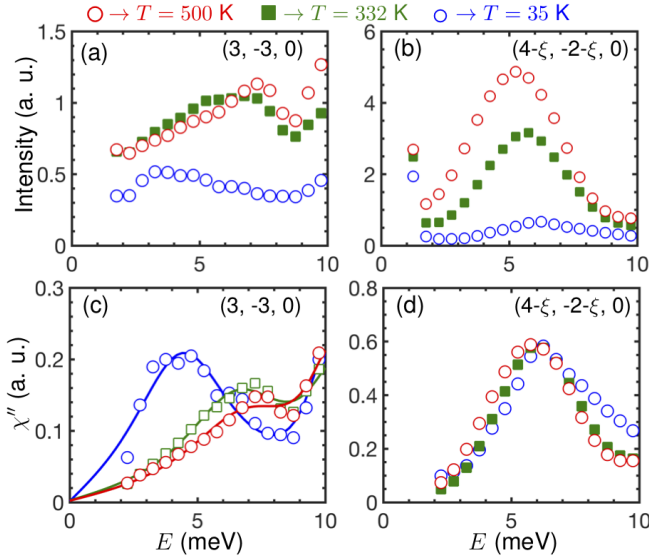 ○ → T = 500 K ■ → T = 332 K ○ → T = 35 K
(a) (3, -3, 0)
Intensity (a. u.)
1.5
1
0.5
0
0 5 10
(b) (4-ξ, -2-ξ, 0)
6
4
2
0
0 5 10
(c) (3, -3, 0)
χ″ (a. u.)
0.3
0.2
0.1
0
0 5 10
E (meV)
(d) (4-ξ, -2-ξ, 0)
0.8
0.6
0.4
0.2
0
0 5 10
E (meV)